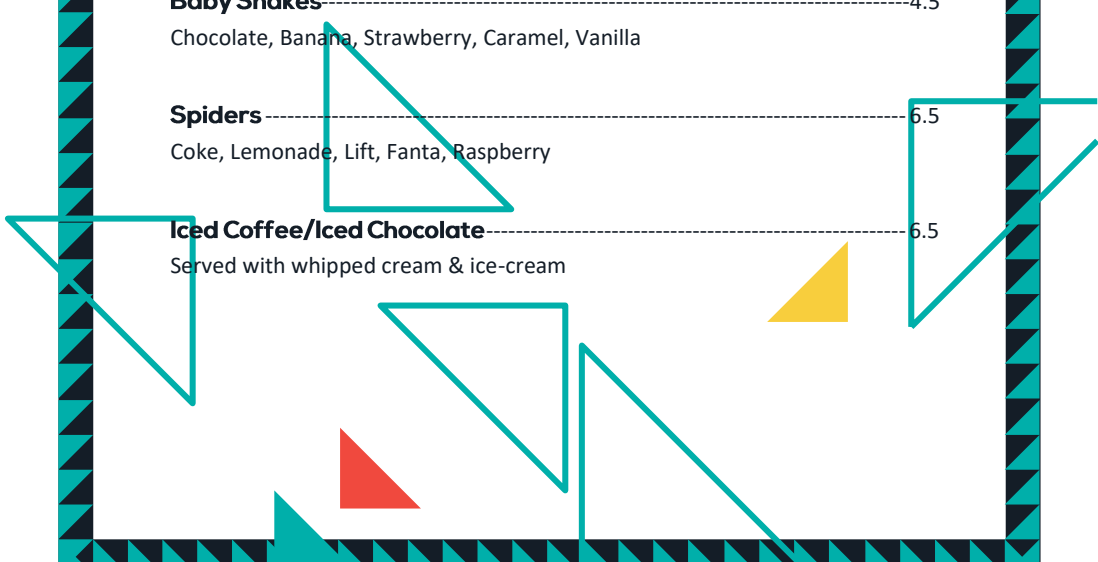 Baby Shakes 4.5
Chocolate, Banana, Strawberry, Caramel, Vanilla
Spiders 6.5
Coke, Lemonade, Lift, Fanta, Raspberry
Iced Coffee/Iced Chocolate 6.5
Served with whipped cream & ice-cream